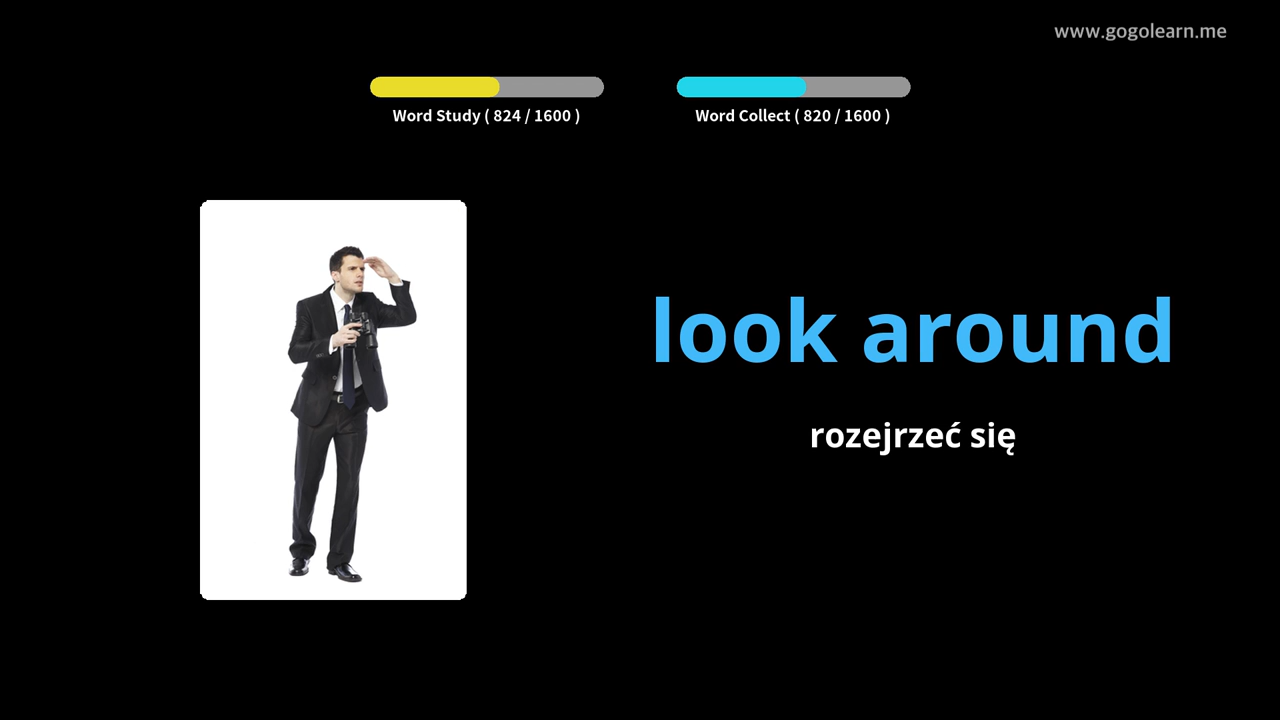 www.gogolearn.me
Word Study ( 824 / 1600 )
Word Collect ( 820 / 1600 )
look around
rozejrzeć się